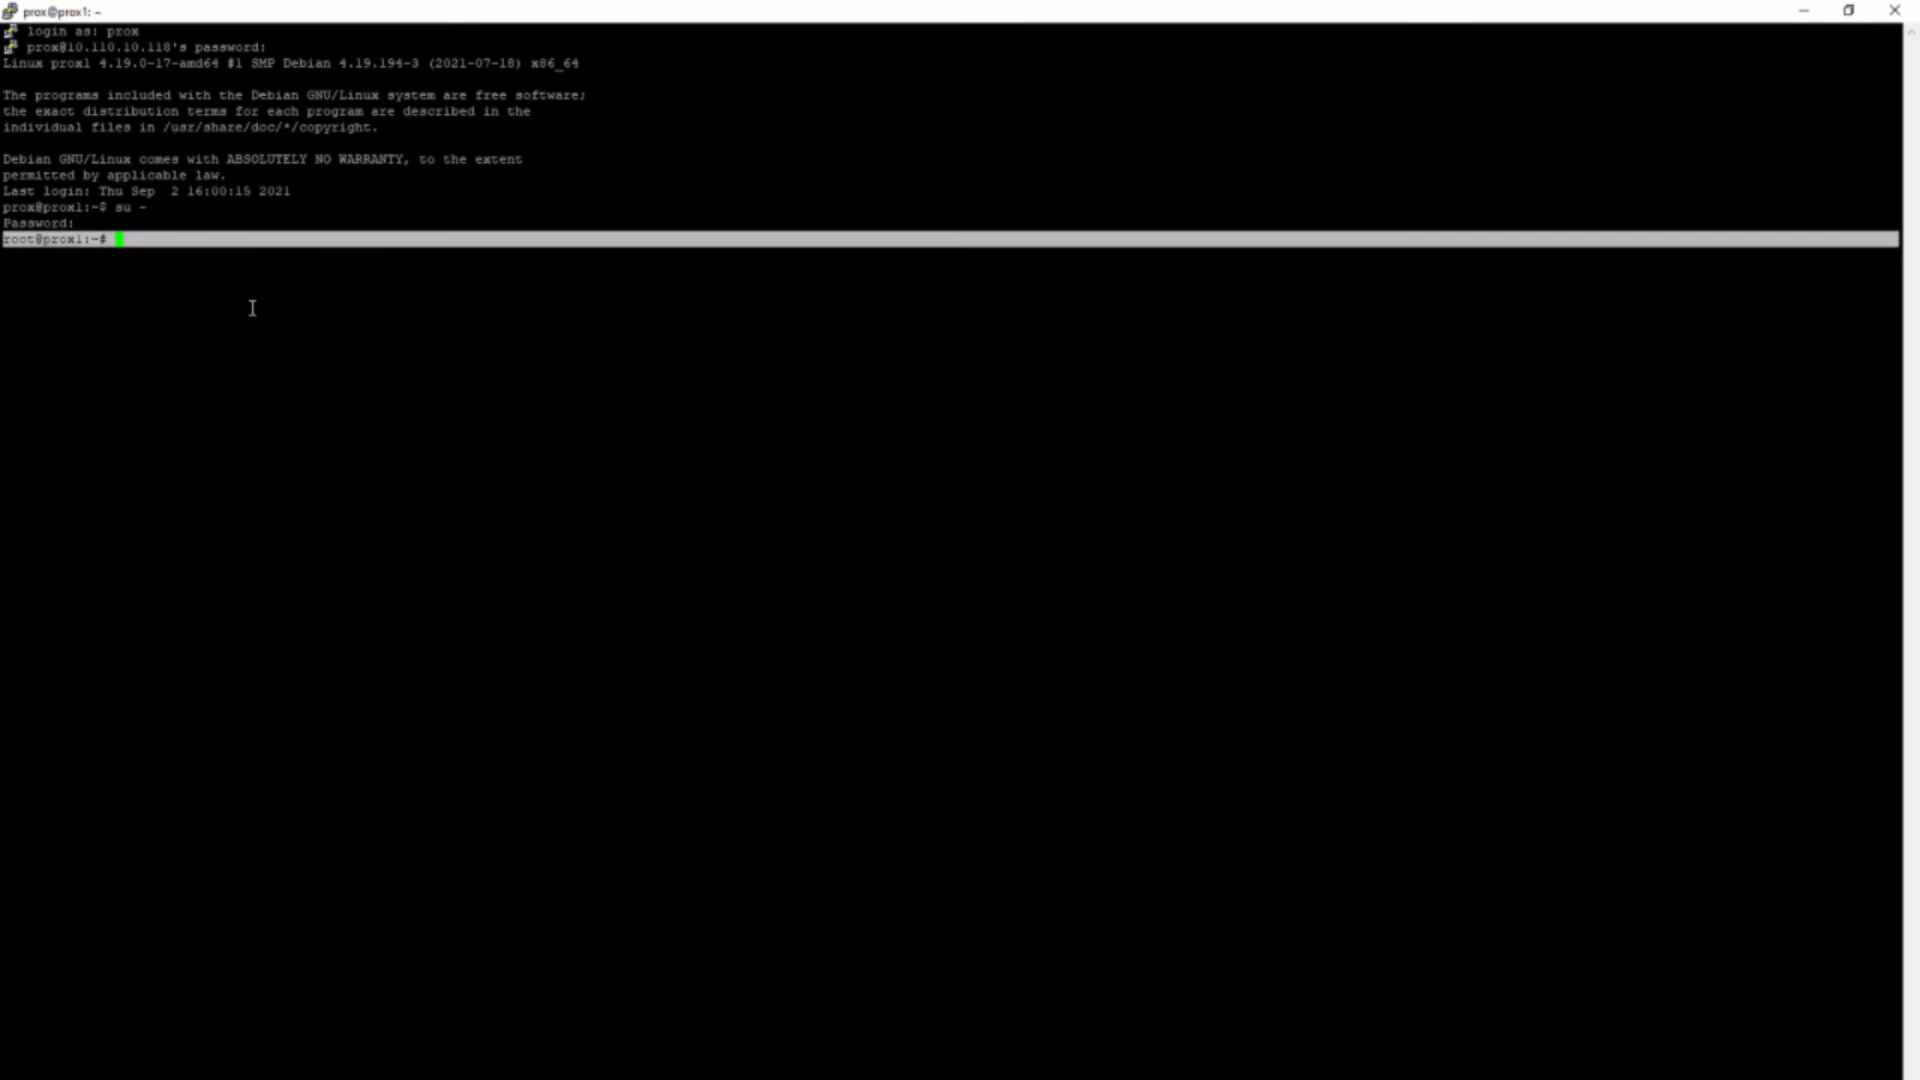 prox@prox1: ~
login as: prox
prox@10.110.10.118's password:
Linux prox1 4.19.0-17-amd64 #1 SMP Debian 4.19.194-3 (2021-07-18) x86_64
The programs included with the Debian GNU/Linux system are free software;
the exact distribution terms for each program are described in the
individual files in /usr/share/doc/*/copyright.
Debian GNU/Linux comes with ABSOLUTELY NO WARRANTY, to the extent
permitted by applicable law.
Last login: Thu Sep  2 16:00:15 2021
prox@prox1:~$ su -
Password:
root@prox1:~#